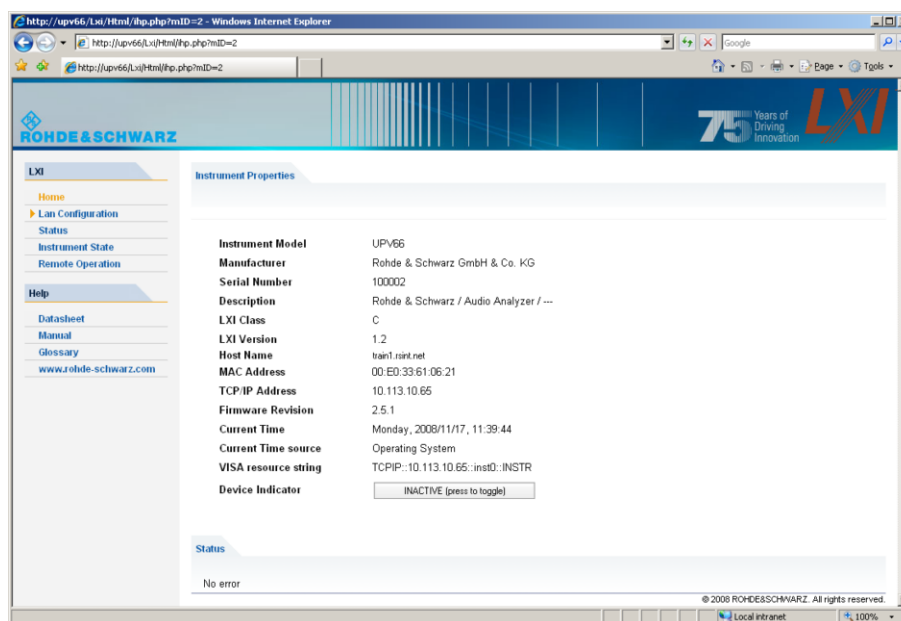 http://upv66/Lxi/Html/ihp.php?mID=2 - Windows Internet Explorer
http://upv66/Lxi/Html/ihp.php?mID=2
Google
http://upv66/Lxi/Html/ihp.php?mID=2
Page
Tools
ROHDE&SCHWARZ
75 Years of
Driving
Innovation
LXI
LXI
Home
Lan Configuration
Status
Instrument State
Remote Operation
Help
Datasheet
Manual
Glossary
www.rohde-schwarz.com
Instrument Properties
Instrument Model UPV66
Manufacturer Rohde & Schwarz GmbH & Co. KG
Serial Number 100002
Description Rohde & Schwarz / Audio Analyzer / ---
LXI Class C
LXI Version 1.2
Host Name train1.rsint.net
MAC Address 00:E0:33:61:06:21
TCP/IP Address 10.113.10.65
Firmware Revision 2.5.1
Current Time Monday, 2008/11/17, 11:39:44
Current Time source Operating System
VISA resource string TCPIP::10.113.10.65::inst0::INSTR
Device Indicator INACTIVE (press to toggle)
Status
No error
© 2008 ROHDE&SCHWARZ. All rights reserved.
Local intranet 100%